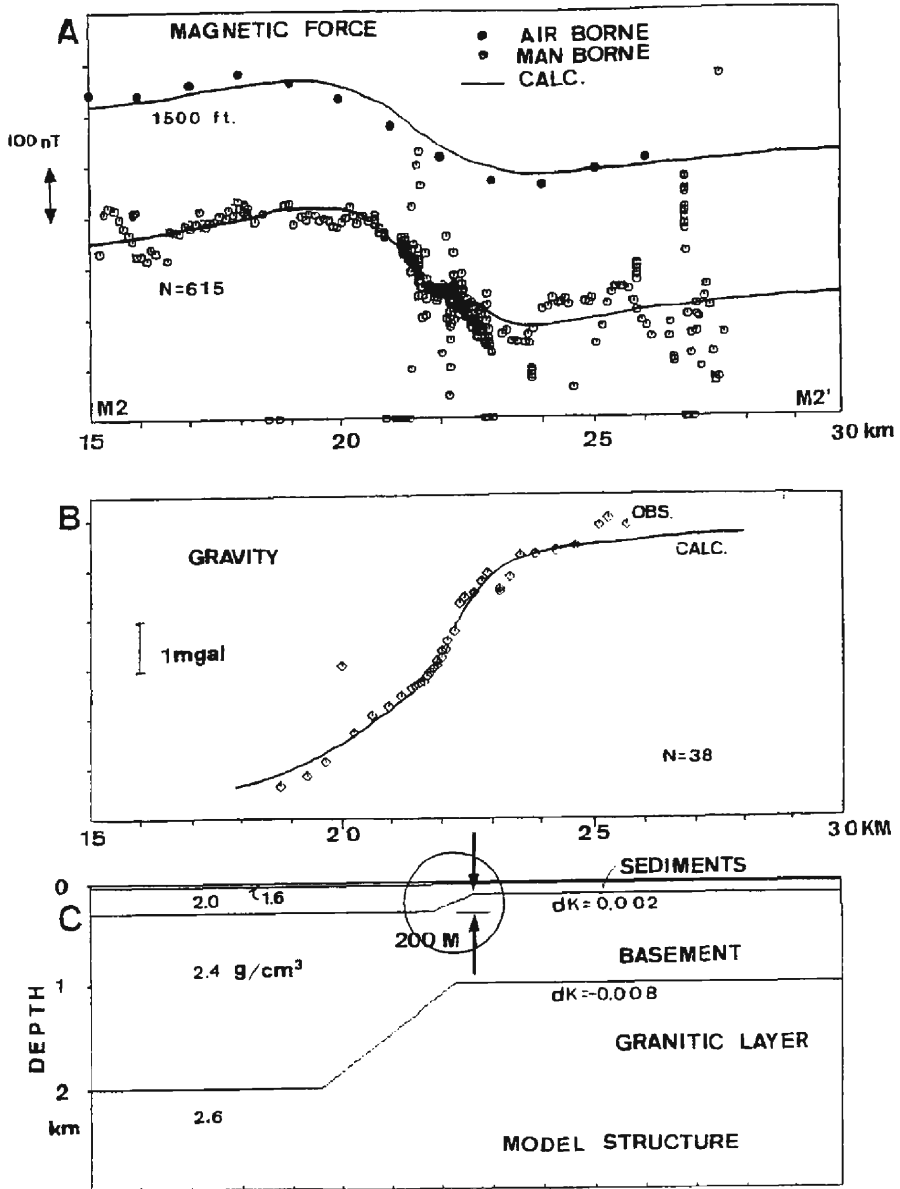 A
MAGNETIC FORCE
AIR BORNE
MAN BORNE
CALC.
1500 ft.
100 nT
N=615
M2
M2'
15
20
25
30 km
B
GRAVITY
OBS.
CALC.
1mgal
N=38
15
20
25
30 KM
SEDIMENTS
0
2.0
1.6
dK=0.002
C
200 M
2.4 g/cm³
BASEMENT
1
dK=-0.008
DEPTH
GRANITIC LAYER
2
km
2.6
MODEL STRUCTURE